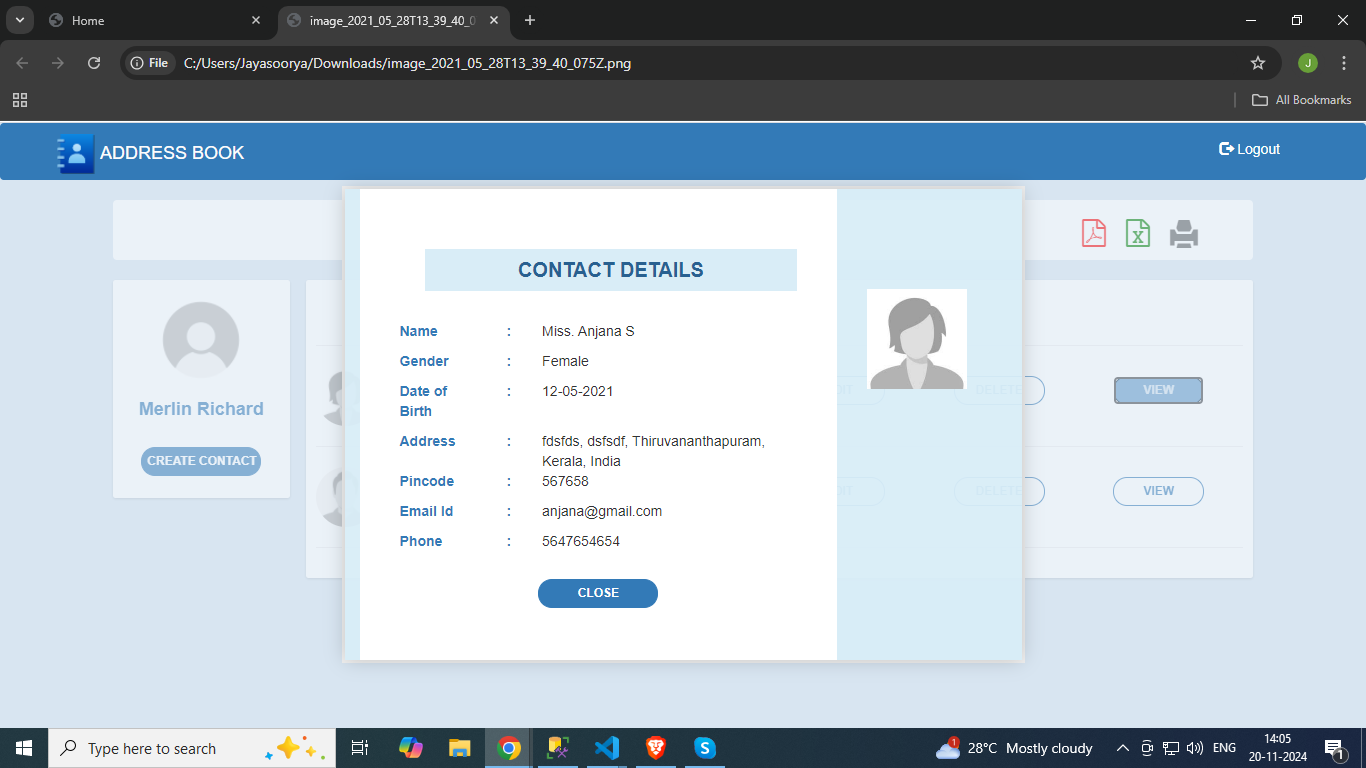 Home
image_2021_05_28T13_39_40_0
File
C:/Users/Jayasoorya/Downloads/image_2021_05_28T13_39_40_075Z.png
J
All Bookmarks
ADDRESS BOOK
Logout
CONTACT DETAILS
Name : Miss. Anjana S
Gender : Female
Date of Birth : 12-05-2021
Address : fdsfds, dsfsdf, Thiruvananthapuram,
Kerala, India
Pincode : 567658
Email Id : anjana@gmail.com
Phone : 5647654654
CLOSE
Merlin Richard
CREATE CONTACT
DELETE
VIEW
DELETE
VIEW
Type here to search
1
28°C Mostly cloudy
ENG
14:05
20-11-2024
1